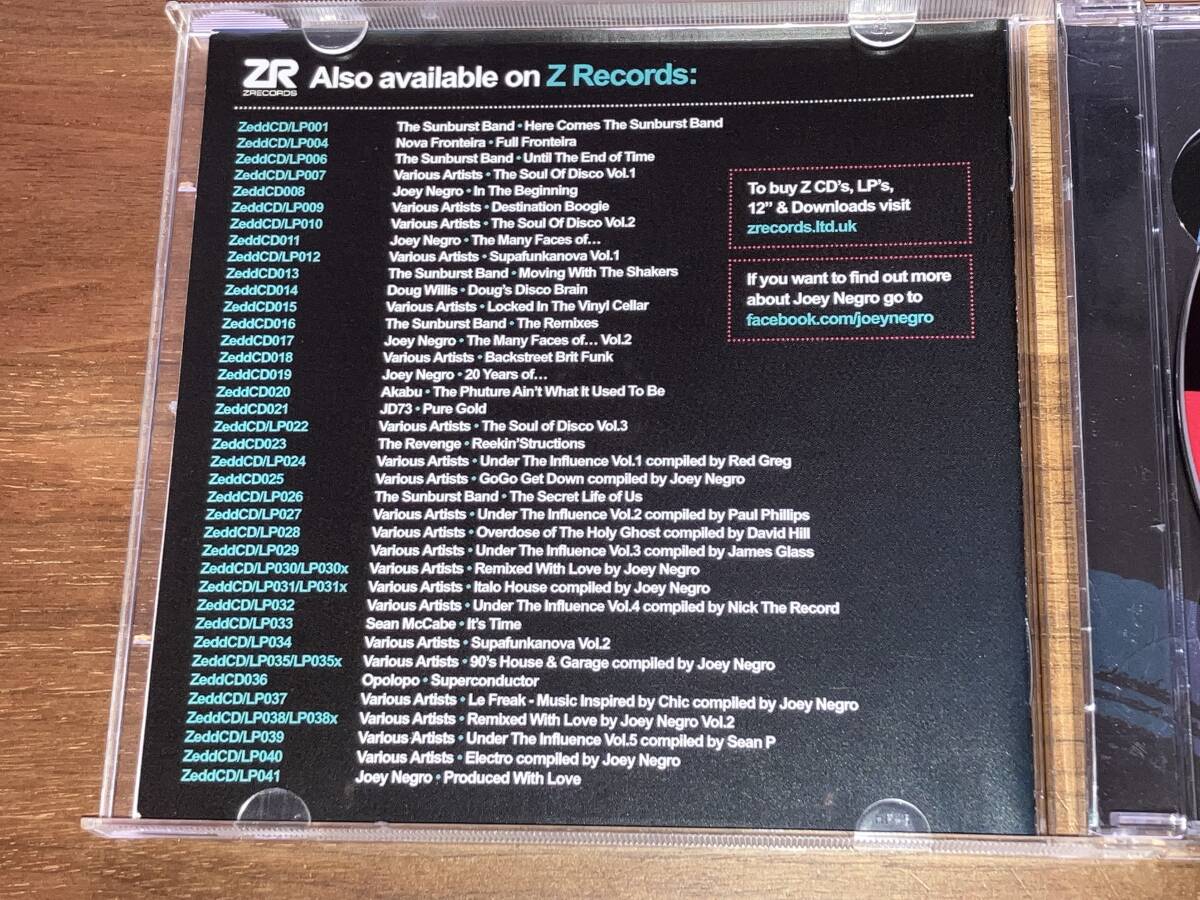 ZR
ZRECORDS
Also available on Z Records:
ZeddCD/LP001 The Sunburst Band • Here Comes The Sunburst Band
ZeddCD/LP004 Nova Fronteira • Full Fronteira
ZeddCD/LP006 The Sunburst Band • Until The End of Time
ZeddCD/LP007 Various Artists • The Soul Of Disco Vol.1
ZeddCD008 Joey Negro • In The Beginning
ZeddCD/LP009 Various Artists • Destination Boogie
ZeddCD/LP010 Various Artists • The Soul Of Disco Vol.2
ZeddCD011 Joey Negro • The Many Faces of...
ZeddCD/LP012 Various Artists • Supafunkanova Vol.1
ZeddCD013 The Sunburst Band • Moving With The Shakers
ZeddCD014 Doug Willis • Doug's Disco Brain
ZeddCD015 Various Artists • Locked In The Vinyl Cellar
ZeddCD016 The Sunburst Band • The Remixes
ZeddCD017 Joey Negro • The Many Faces of... Vol.2
ZeddCD018 Various Artists • Backstreet Brit Funk
ZeddCD019 Joey Negro • 20 Years of...
ZeddCD020 Akabu • The Phuture Ain't What It Used To Be
ZeddCD021 JD73 • Pure Gold
ZeddCD/LP022 Various Artists • The Soul of Disco Vol.3
ZeddCD023 The Revenge • Reekin'Structions
ZeddCD/LP024 Various Artists • Under The Influence Vol.1 compiled by Red Greg
ZeddCD025 Various Artists • GoGo Get Down compiled by Joey Negro
ZeddCD/LP026 The Sunburst Band • The Secret Life of Us
ZeddCD/LP027 Various Artists • Under The Influence Vol.2 compiled by Paul Phillips
ZeddCD/LP028 Various Artists • Overdose of The Holy Ghost compiled by David Hill
ZeddCD/LP029 Various Artists • Under The Influence Vol.3 compiled by James Glass
ZeddCD/LP030/LP030x Various Artists • Remixed With Love by Joey Negro
ZeddCD/LP031/LP031x Various Artists • Italo House compiled by Joey Negro
ZeddCD/LP032 Various Artists • Under The Influence Vol.4 compiled by Nick The Record
ZeddCD/LP033 Sean McCabe • It's Time
ZeddCD/LP034 Various Artists • Supafunkanova Vol.2
ZeddCD/LP035/LP035x Various Artists • 90's House & Garage compiled by Joey Negro
ZeddCD036 Opolopo • Superconductor
ZeddCD/LP037 Various Artists • Le Freak - Music Inspired by Chic compiled by Joey Negro
ZeddCD/LP038/LP038x Various Artists • Remixed With Love by Joey Negro Vol.2
ZeddCD/LP039 Various Artists • Under The Influence Vol.5 compiled by Sean P
ZeddCD/LP040 Various Artists • Electro compiled by Joey Negro
ZeddCD/LP041 Joey Negro • Produced With Love
To buy Z CD's, LP's,
12" & Downloads visit
zrecords.ltd.uk
If you want to find out more
about Joey Negro go to
facebook.com/joeynegro